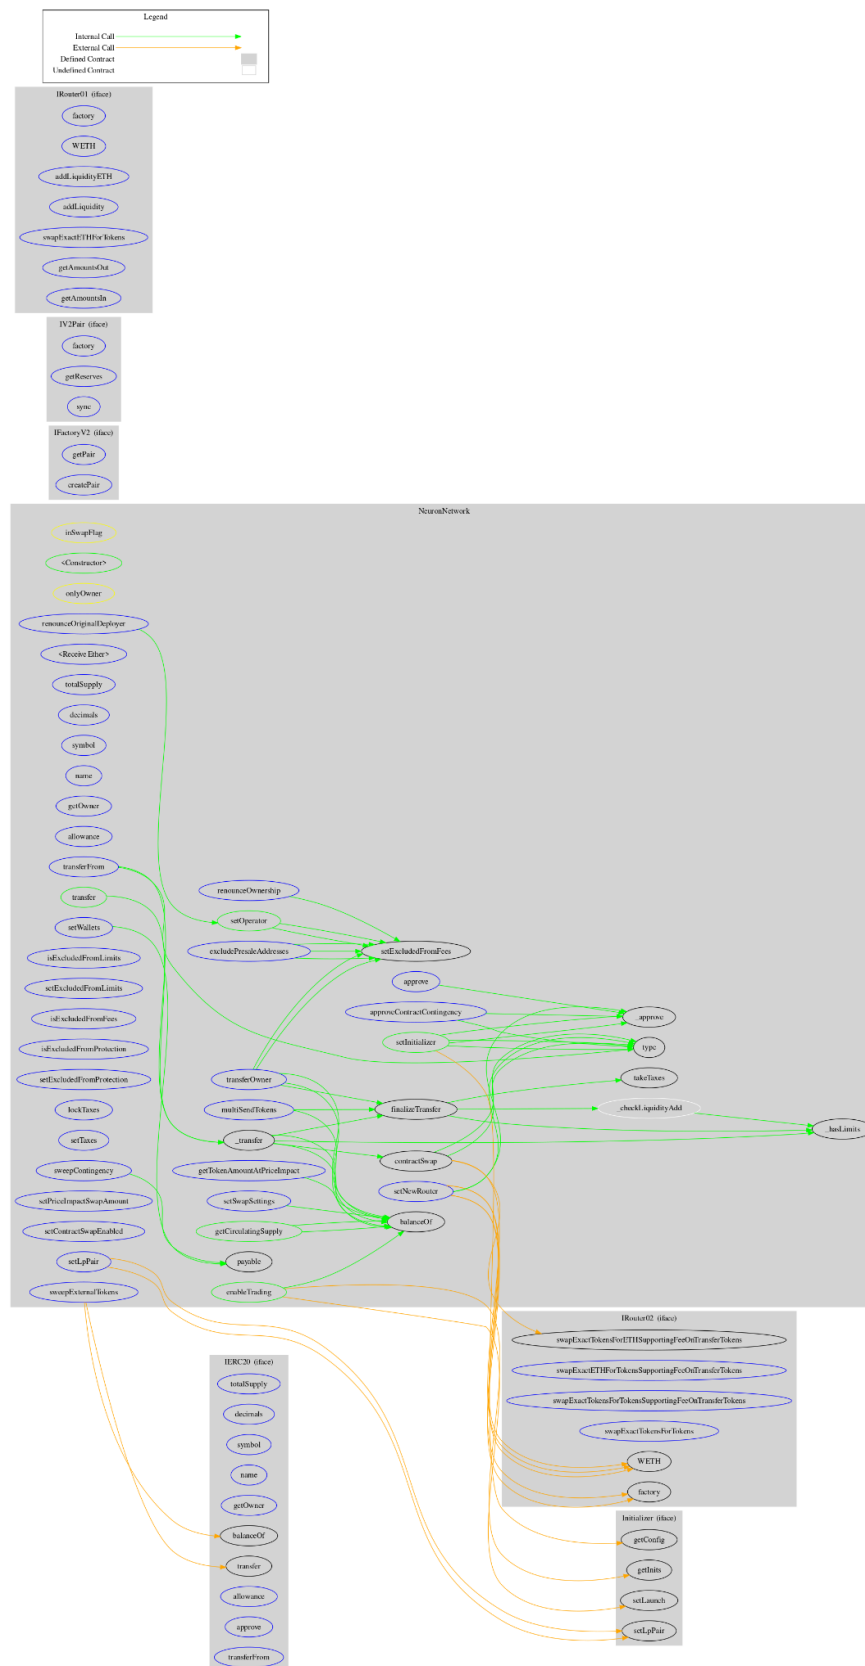 Legend
Internal Call
External Call
Defined Contract
Undefined Contract
IRouter01 (iface)
factory
WETH
addLiquidityETH
addLiquidity
swapExactETHForTokens
getAmountsOut
getAmountsIn
IV2Pair (iface)
factory
getReserves
sync
IFactoryV2 (iface)
getPair
createPair
NeuronNetwork
inSwapFlag
<Constructor>
onlyOwner
renounceOriginalDeployer
<Receive Ether>
totalSupply
decimals
symbol
name
getOwner
allowance
transferFrom
transfer
setWallets
isExcludedFromLimits
setExcludedFromLimits
isExcludedFromFees
isExcludedFromProtection
setExcludedFromProtection
lockTaxes
setTaxes
sweepContingency
setPriceImpactSwapAmount
setContractSwapEnabled
setLpPair
sweepExternalTokens
renounceOwnership
setOperator
excludePresaleAddresses
transferOwner
multiSendTokens
_transfer
getTokenAmountAtPriceImpact
setSwapSettings
getCirculatingSupply
payable
enableTrading
setExcludedFromFees
approve
approveContractContingency
setInitializer
finalizeTransfer
contractSwap
setNewRouter
balanceOf
_approve
type
takeTaxes
_checkLiquidityAdd
_hasLimits
IRouter02 (iface)
swapExactTokensForETHSupportingFeeOnTransferTokens
swapExactETHForTokensSupportingFeeOnTransferTokens
swapExactTokensForTokensSupportingFeeOnTransferTokens
swapExactTokensForTokens
WETH
factory
IERC20 (iface)
totalSupply
decimals
symbol
name
getOwner
balanceOf
transfer
allowance
approve
transferFrom
Initializer (iface)
getConfig
getInits
setLaunch
setLpPair